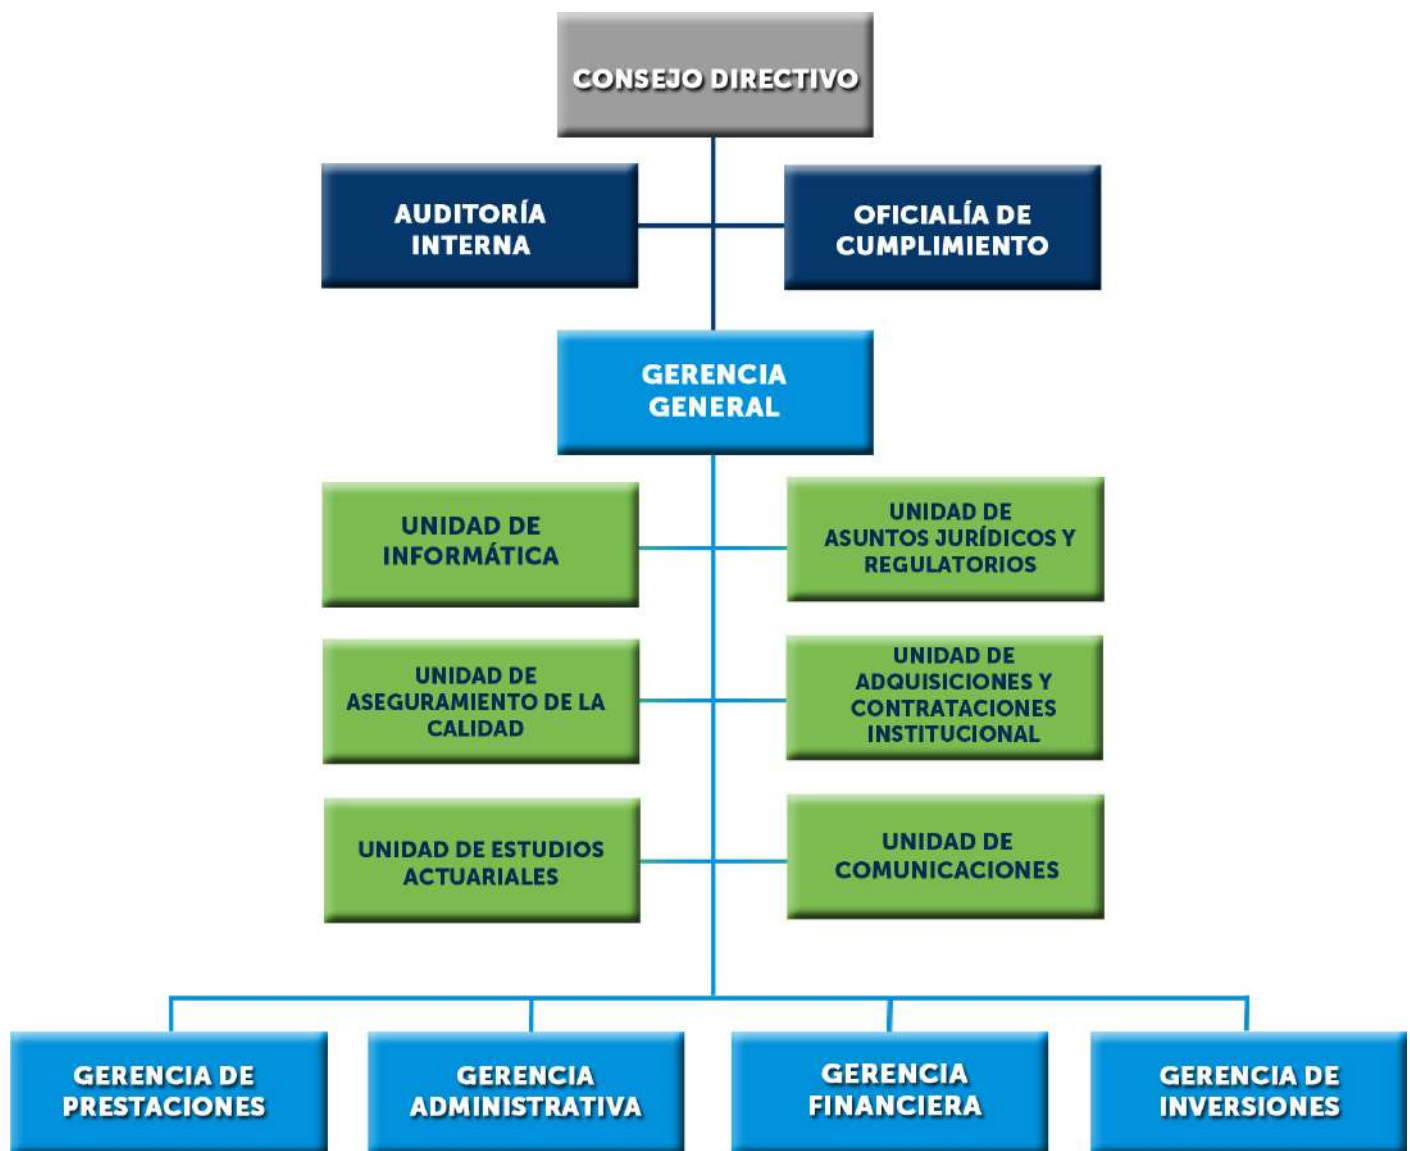 CONSEJO DIRECTIVO
AUDITORÍA
INTERNA
OFICIALÍA DE
CUMPLIMIENTO
GERENCIA
GENERAL
UNIDAD DE
INFORMÁTICA
UNIDAD DE
ASUNTOS JURÍDICOS Y
REGULATORIOS
UNIDAD DE
ASEGURAMIENTO DE LA
CALIDAD
UNIDAD DE
ADQUISICIONES Y
CONTRATACIONES
INSTITUCIONAL
UNIDAD DE ESTUDIOS
ACTUARIALES
UNIDAD DE
COMUNICACIONES
GERENCIA DE
PRESTACIONES
GERENCIA
ADMINISTRATIVA
GERENCIA
FINANCIERA
GERENCIA DE
INVERSIONES